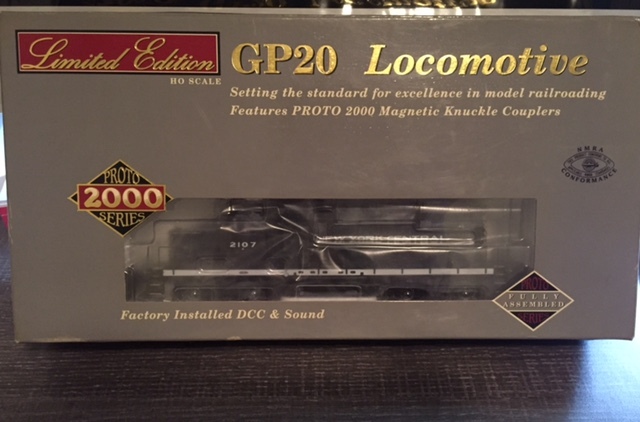 Limited Edition
HO SCALE
GP20 Locomotive
Setting the standard for excellence in model railroading
Features PROTO 2000 Magnetic Knuckle Couplers
NMRA
CONFORMANCE
PROTO
2000
SERIES
2107
PROTO
FULLY
ASSEMBLED
SERIES
Factory Installed DCC & Sound